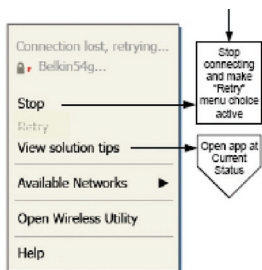 Connection lost, retrying...
Belkin54g...
Stop
Retry
View solution tips
Available Networks
Open Wireless Utility
Help
Stop
connecting
and make
"Retry"
menu choice
active
Open app at
Current
Status